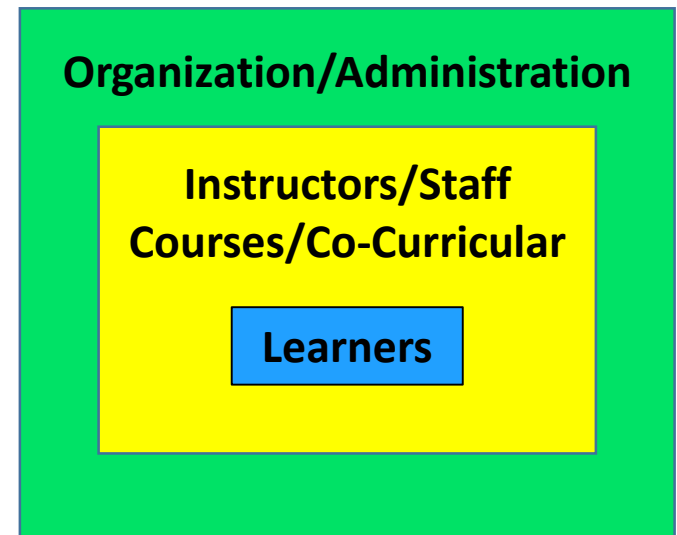 Organization/Administration
Instructors/Staff
Courses/Co-Curricular
Learners